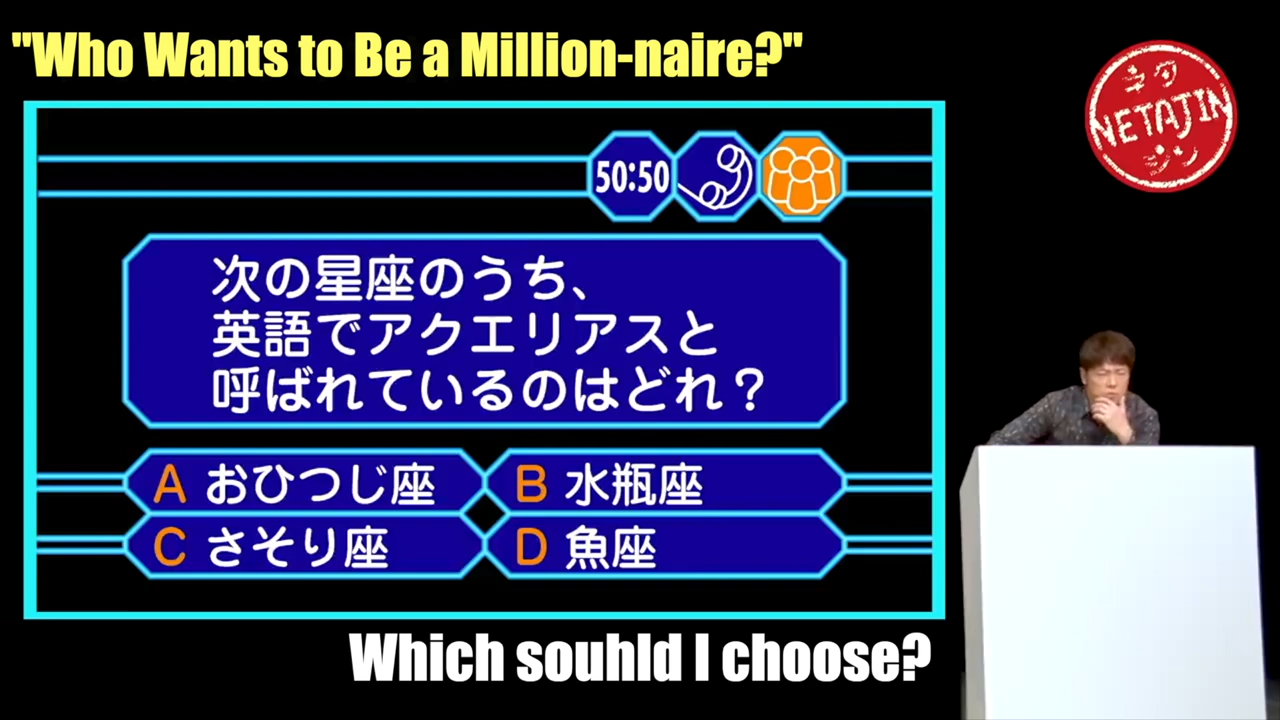 "Who Wants to Be a Million-naire?"
ネタ
NETAJIN
ジン
50:50
次の星座のうち、
英語でアクエリアスと
呼ばれているのはどれ？
A おひつじ座
B 水瓶座
C さそり座
D 魚座
Which souhld I choose?